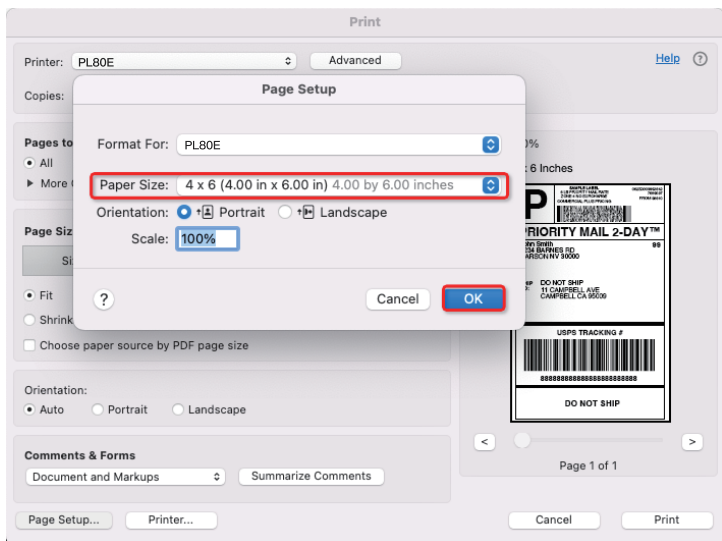 Print
Printer: PL80E Advanced Help ?
Copies:
Page Setup
Pages to
All
More
Format For: PL80E
Paper Size: 4 x 6 (4.00 in x 6.00 in) 4.00 by 6.00 inches
Orientation: Portrait Landscape
Scale: 100%
? Cancel OK
Page Siz
Si
Fit
Shrink
Choose paper source by PDF page size
Orientation:
Auto Portrait Landscape
Comments & Forms
Document and Markups Summarize Comments
Page Setup... Printer...
%
: 6 Inches
P
RIORITY MAIL 2-DAY™
DO NOT SHIP
11 CAMPBELL AVE
CAMPBELL CA 95009
USPS TRACKING #
DO NOT SHIP
< >
Page 1 of 1
Cancel Print